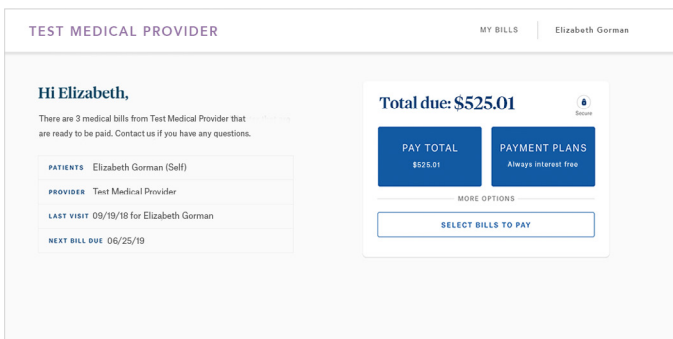 TEST MEDICAL PROVIDER
MY BILLS
Elizabeth Gorman
Hi Elizabeth,
There are 3 medical bills from Test Medical Provider that
are ready to be paid. Contact us if you have any questions.
PATIENTS Elizabeth Gorman (Self)
PROVIDER Test Medical Provider
LAST VISIT 09/19/18 for Elizabeth Gorman
NEXT BILL DUE 06/25/19
Total due: $525.01
Secure
PAY TOTAL
$525.01
PAYMENT PLANS
Always interest free
MORE OPTIONS
SELECT BILLS TO PAY